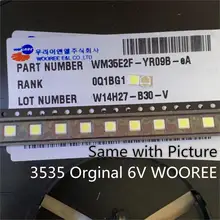 우리이앤엘주식회사
WOOREE E&L CO.,LTD
PART NUMBER WM35E2F-YR09B-eA
RANK 0Q1BG1
LOT NUMBER W14H27-B30-V
Same with Picture
3535 Orginal 6V WOOREE